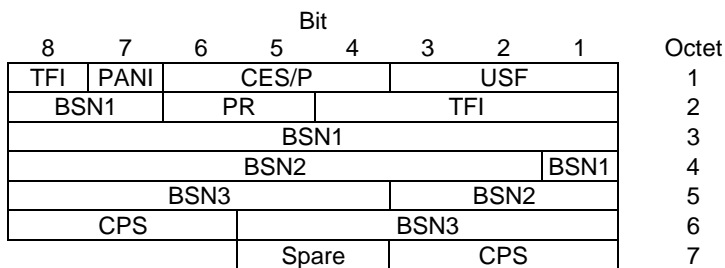 Bit
8 7 6 5 4 3 2 1 Octet
TFI PANI CES/P USF 1
BSN1 PR TFI 2
BSN1 3
BSN2 BSN1 4
BSN3 BSN2 5
CPS BSN3 6
Spare CPS 7